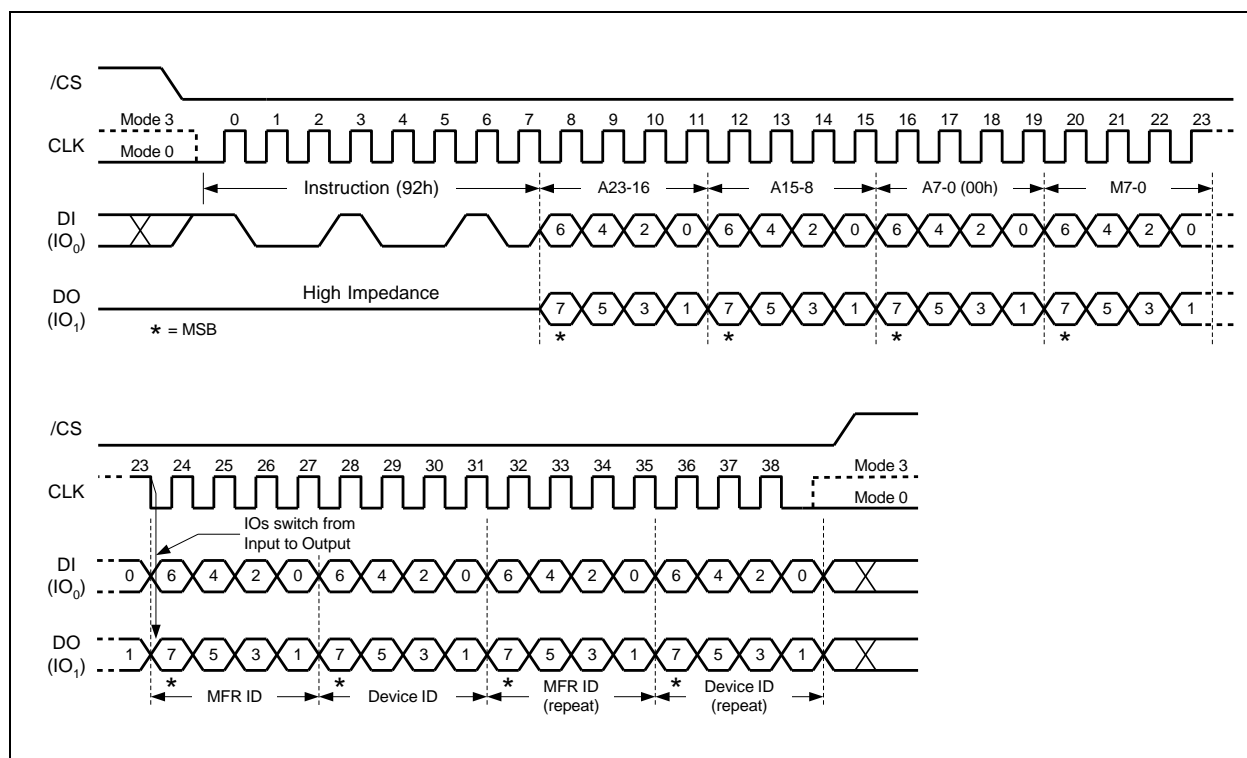 /CS
Mode 3 0 1 2 3 4 5 6 7 8 9 10 11 12 13 14 15 16 17 18 19 20 21 22 23
CLK
Mode 0
Instruction (92h) A23-16 A15-8 A7-0 (00h) M7-0
DI
(IO0) 6 4 2 0 6 4 2 0 6 4 2 0 6 4 2 0
High Impedance
DO
(IO1) 7 5 3 1 7 5 3 1 7 5 3 1 7 5 3 1
* = MSB * * * *
/CS
23 24 25 26 27 28 29 30 31 32 33 34 35 36 37 38 Mode 3
CLK
Mode 0
IOs switch from
Input to Output
DI
(IO0) 0 6 4 2 0 6 4 2 0 6 4 2 0 6 4 2 0
DO
(IO1) 1 7 5 3 1 7 5 3 1 7 5 3 1 7 5 3 1
* * * *
MFR ID Device ID MFR ID
(repeat) Device ID
(repeat)